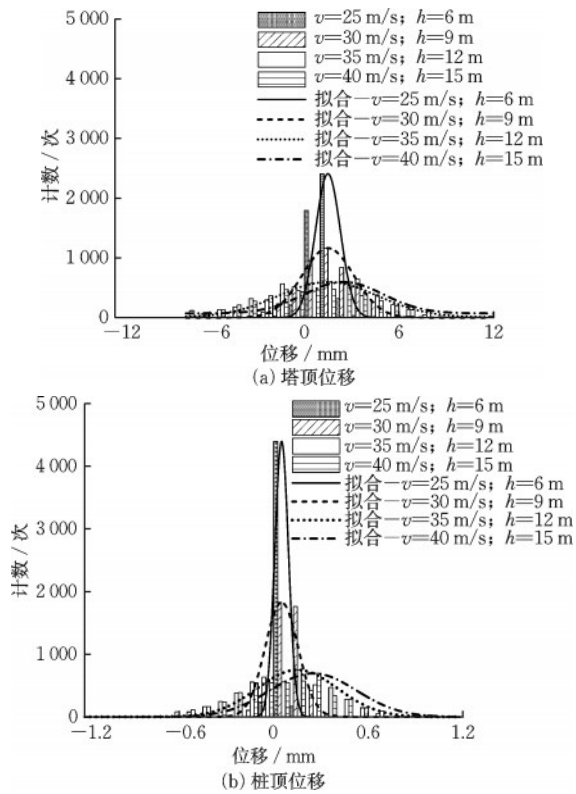 v=25 m/s; h=6 m
v=30 m/s; h=9 m
v=35 m/s; h=12 m
v=40 m/s; h=15 m
拟合—v=25 m/s; h=6 m
拟合—v=30 m/s; h=9 m
拟合—v=35 m/s; h=12 m
拟合—v=40 m/s; h=15 m
5 000
4 000
3 000
2 000
1 000
0
计数/次
-12
-6
0
6
12
位移/mm
(a) 塔顶位移
v=25 m/s; h=6 m
v=30 m/s; h=9 m
v=35 m/s; h=12 m
v=40 m/s; h=15 m
拟合—v=25 m/s; h=6 m
拟合—v=30 m/s; h=9 m
拟合—v=35 m/s; h=12 m
拟合—v=40 m/s; h=15 m
5 000
4 000
3 000
2 000
1 000
0
计数/次
-1.2
-0.6
0
0.6
1.2
位移/mm
(b) 桩顶位移